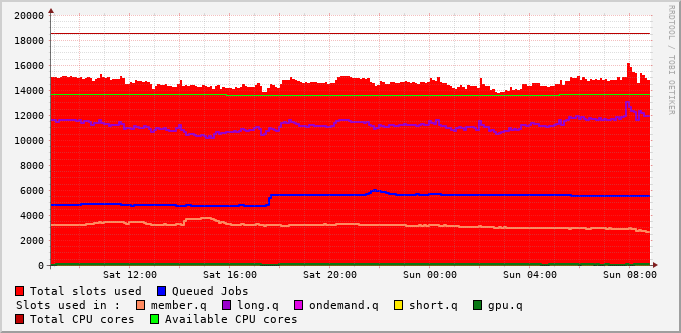 20000
18000
16000
14000
12000
10000
8000
6000
4000
2000
0
Sat 12:00 Sat 16:00 Sat 20:00 Sun 00:00 Sun 04:00 Sun 08:00
Total slots used Queued Jobs
Slots used in : member.q long.q ondemand.q short.q gpu.q
Total CPU cores Available CPU cores
RRDTOOL / TOBI OETIKER